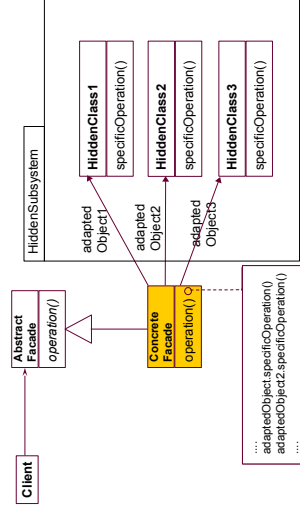 Client
Abstract
Facade
operation()
Concrete
Facade
operation()
....
adaptedObject.specificOperation()
adaptedObject2.specificOperation()
....
HiddenSubsystem
adapted
Object1
adapted
Object2
adapted
Object3
HiddenClass1
specificOperation()
HiddenClass2
specificOperation()
HiddenClass3
specificOperation()